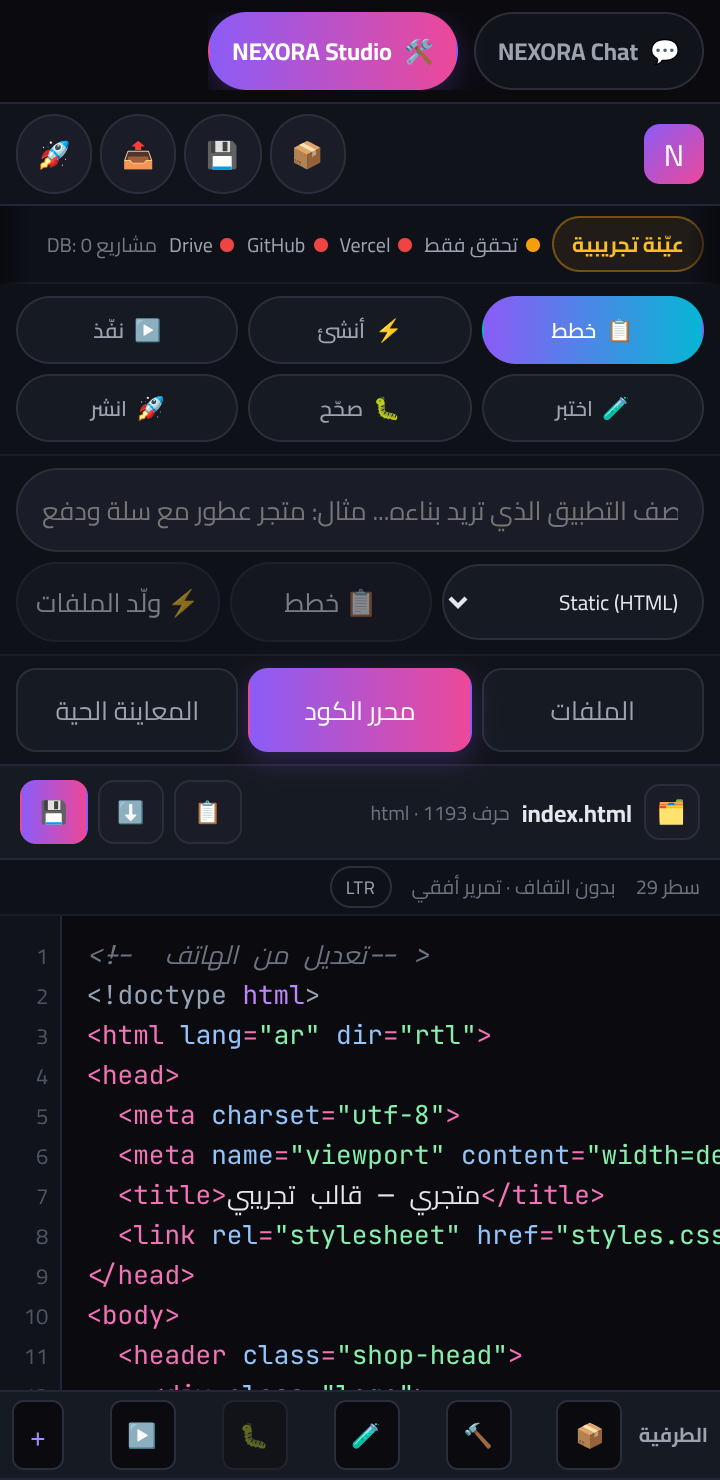 NEXORA Chat 💬
NEXORA Studio 🛠️
N
عيّنة تجريبية
تحقق فقط
Vercel
GitHub
Drive
DB: 0 مشاريع
📋 خطط
⚡ أنشئ
▶️ نفّذ
🧪 اختبر
🐛 صحّح
🚀 انشر
صف التطبيق الذي تريد بناءه... مثال: متجر عطور مع سلة ودفع
Static (HTML)
📋 خطط
⚡ ولّد الملفات
الملفات
محرر الكود
المعاينة الحية
index.html
html · 1193 حرف
سطر 29
بدون التفاف · تمرير أفقي
LTR
1 <!-- تعديل من الهاتف -->
2 <!doctype html>
3 <html lang="ar" dir="rtl">
4 <head>
5 <meta charset="utf-8">
6 <meta name="viewport" content="width=de
7 <title>متجري — قالب تجريبي</title>
8 <link rel="stylesheet" href="styles.css
9 </head>
10 <body>
11 <header class="shop-head">
الطرفية
+